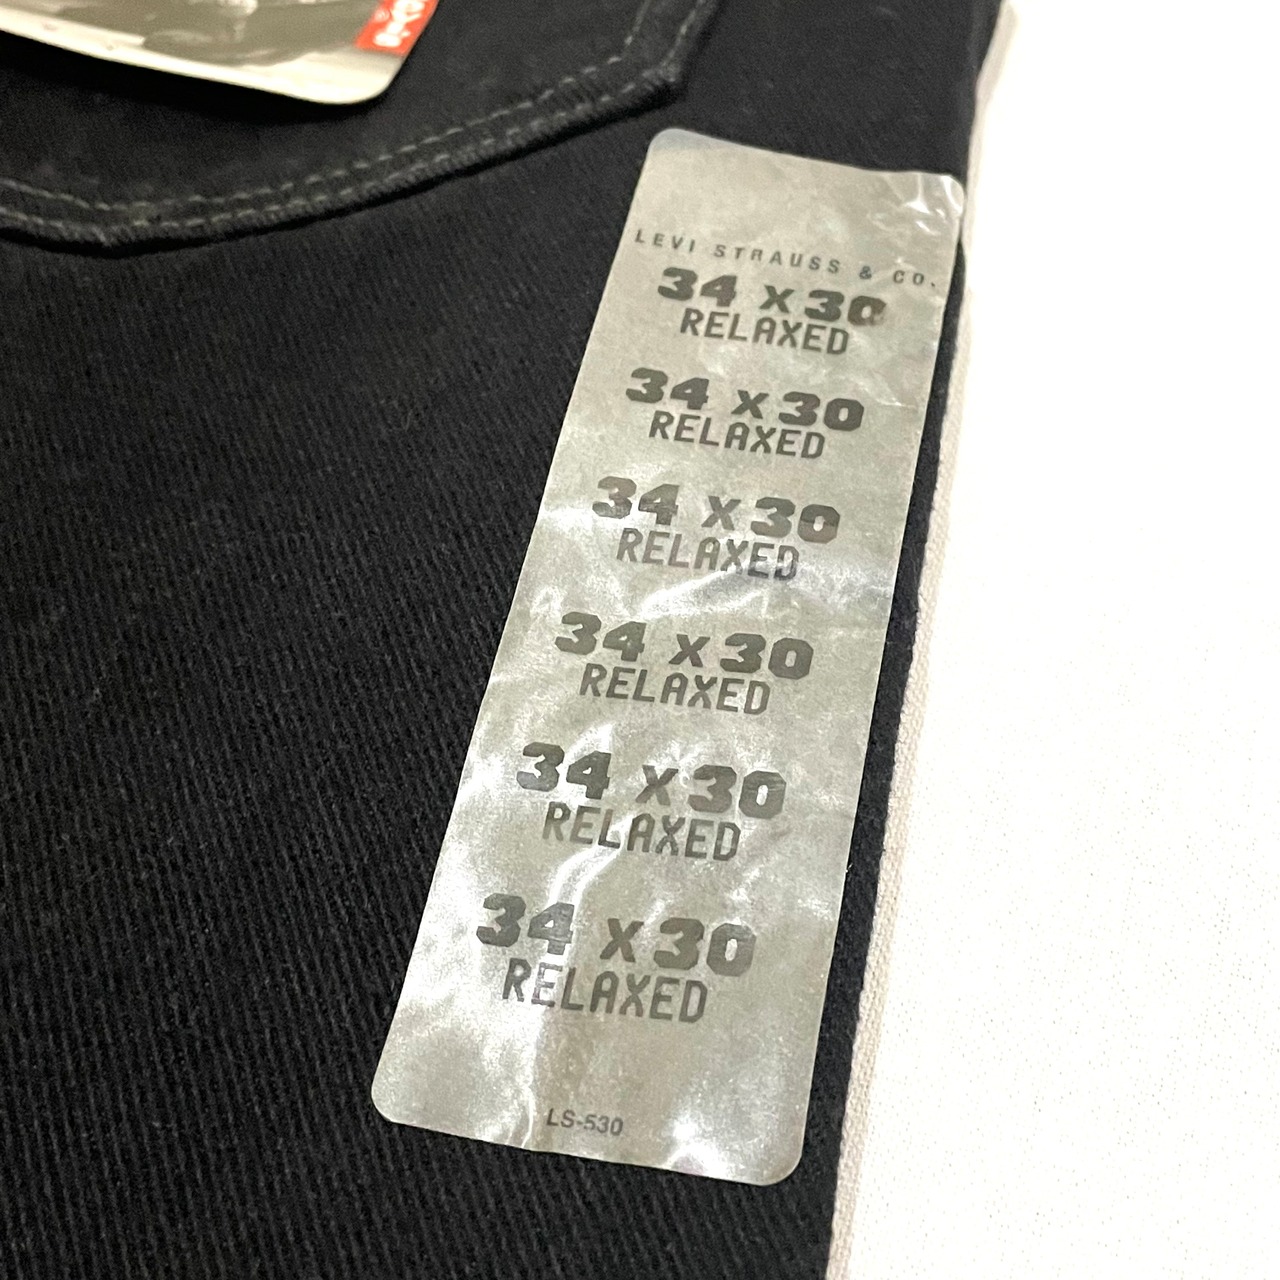 LEVI STRAUSS & CO.
34 x 30
RELAXED
34 x 30
RELAXED
34 x 30
RELAXED
34 x 30
RELAXED
34 x 30
RELAXED
34 x 30
RELAXED
LS-530